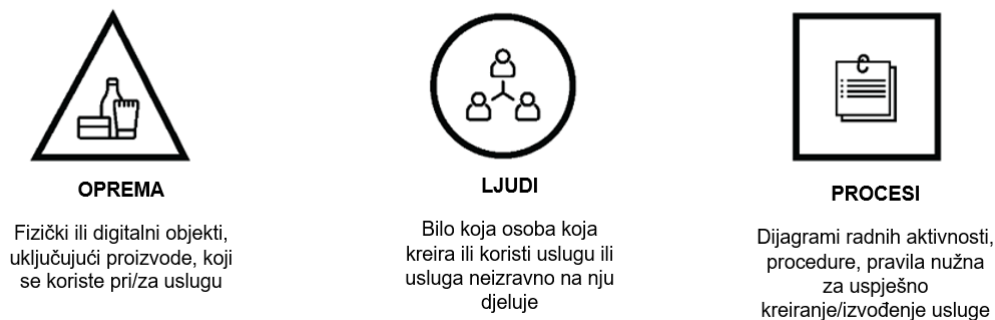 OPREMA
Fizički ili digitalni objekti,
uključujući proizvode, koji
se koriste pri/za uslugu
LJUDI
Bilo koja osoba koja
kreira ili koristi uslugu ili
usluga neizravno na nju
djeluje
PROCESI
Dijagrami radnih aktivnosti,
procedure, pravila nužna
za uspješno
kreiranje/izvođenje usluge